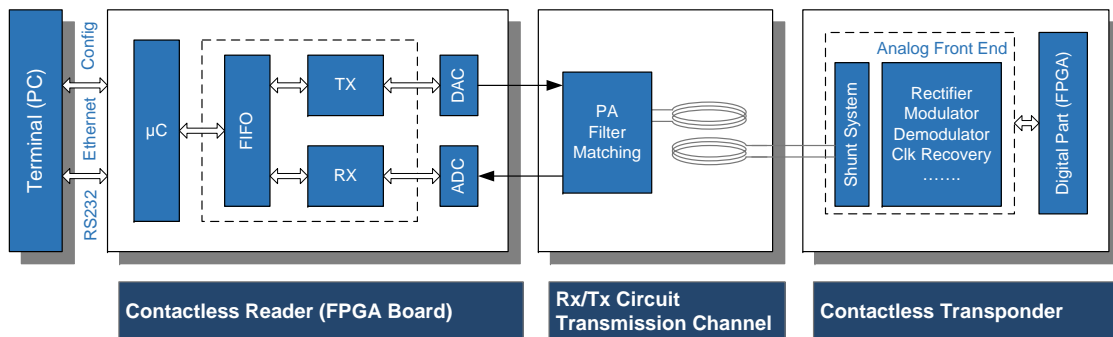 Terminal (PC)
Config
Ethernet
RS232
µC
FIFO
TX
RX
DAC
ADC
PA
Filter
Matching
Analog Front End
Shunt System
Rectifier
Modulator
Demodulator
Clk Recovery
…….
Digital Part (FPGA)
Contactless Reader (FPGA Board)
Rx/Tx Circuit
Transmission Channel
Contactless Transponder